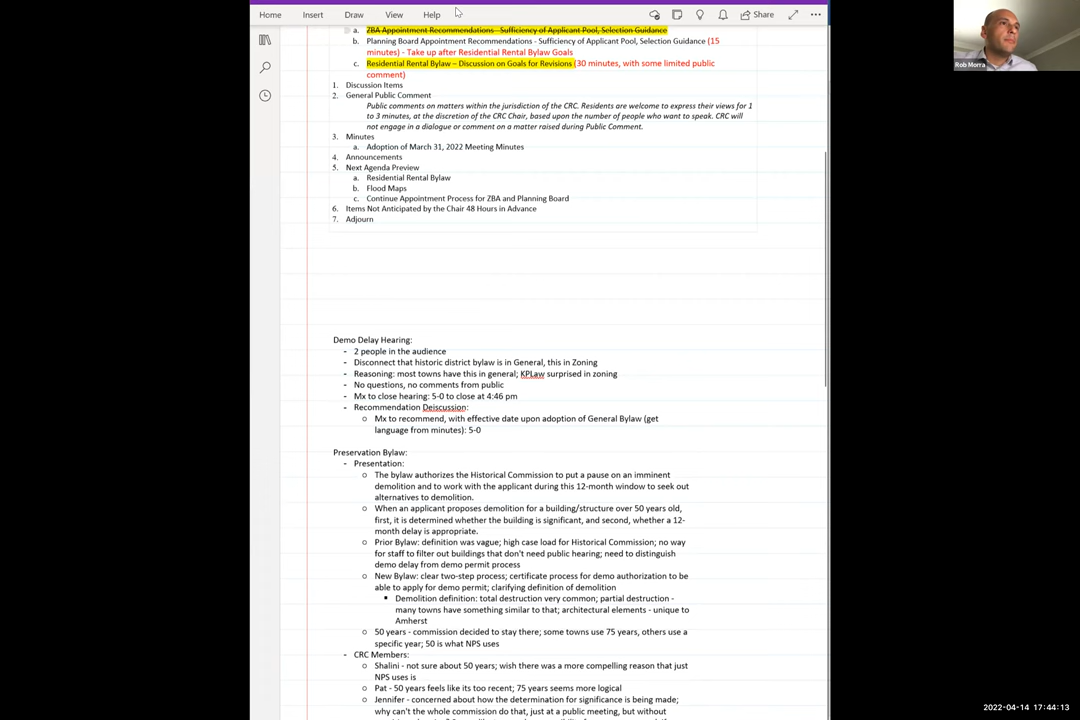 Home Insert Draw View Help Share
a. ZBA Appointment Recommendations - Sufficiency of Applicant Pool, Selection Guidance
b. Planning Board Appointment Recommendations - Sufficiency of Applicant Pool, Selection Guidance (15
minutes) - Take up after Residential Rental Bylaw Goals
c. Residential Rental Bylaw – Discussion on Goals for Revisions (30 minutes, with some limited public
comment)
1. Discussion Items
2. General Public Comment
Public comments on matters within the jurisdiction of the CRC. Residents are welcome to express their views for 1
to 3 minutes, at the discretion of the CRC Chair, based upon the number of people who want to speak. CRC will
not engage in a dialogue or comment on a matter raised during Public Comment.
3. Minutes
a. Adoption of March 31, 2022 Meeting Minutes
4. Announcements
5. Next Agenda Preview
a. Residential Rental Bylaw
b. Flood Maps
c. Continue Appointment Process for ZBA and Planning Board
6. Items Not Anticipated by the Chair 48 Hours in Advance
7. Adjourn
Demo Delay Hearing:
- 2 people in the audience
- Disconnect that historic district bylaw is in General, this in Zoning
- Reasoning: most towns have this in general; KPLaw surprised in zoning
- No questions, no comments from public
- Mx to close hearing: 5-0 to close at 4:46 pm
- Recommendation Deiscussion:
○ Mx to recommend, with effective date upon adoption of General Bylaw (get
language from minutes): 5-0
Preservation Bylaw:
- Presentation:
○ The bylaw authorizes the Historical Commission to put a pause on an imminent
demolition and to work with the applicant during this 12-month window to seek out
alternatives to demolition.
○ When an applicant proposes demolition for a building/structure over 50 years old,
first, it is determined whether the building is significant, and second, whether a 12-
month delay is appropriate.
○ Prior Bylaw: definition was vague; high case load for Historical Commission; no way
for staff to filter out buildings that don't need public hearing; need to distinguish
demo delay from demo permit process
○ New Bylaw: clear two-step process; certificate process for demo authorization to be
able to apply for demo permit; clarifying definition of demolition
▪ Demolition definition: total destruction very common; partial destruction -
many towns have something similar to that; architectural elements - unique to
Amherst
○ 50 years - commission decided to stay there; some towns use 75 years, others use a
specific year; 50 is what NPS uses
- CRC Members:
○ Shalini - not sure about 50 years; wish there was a more compelling reason that just
NPS uses is
○ Pat - 50 years feels like its too recent; 75 years seems more logical
○ Jennifer - concerned about how the determination for significance is being made;
why can't the whole commission do that, just at a public meeting, but without
Rob Morra
2022-04-14 17:44:13